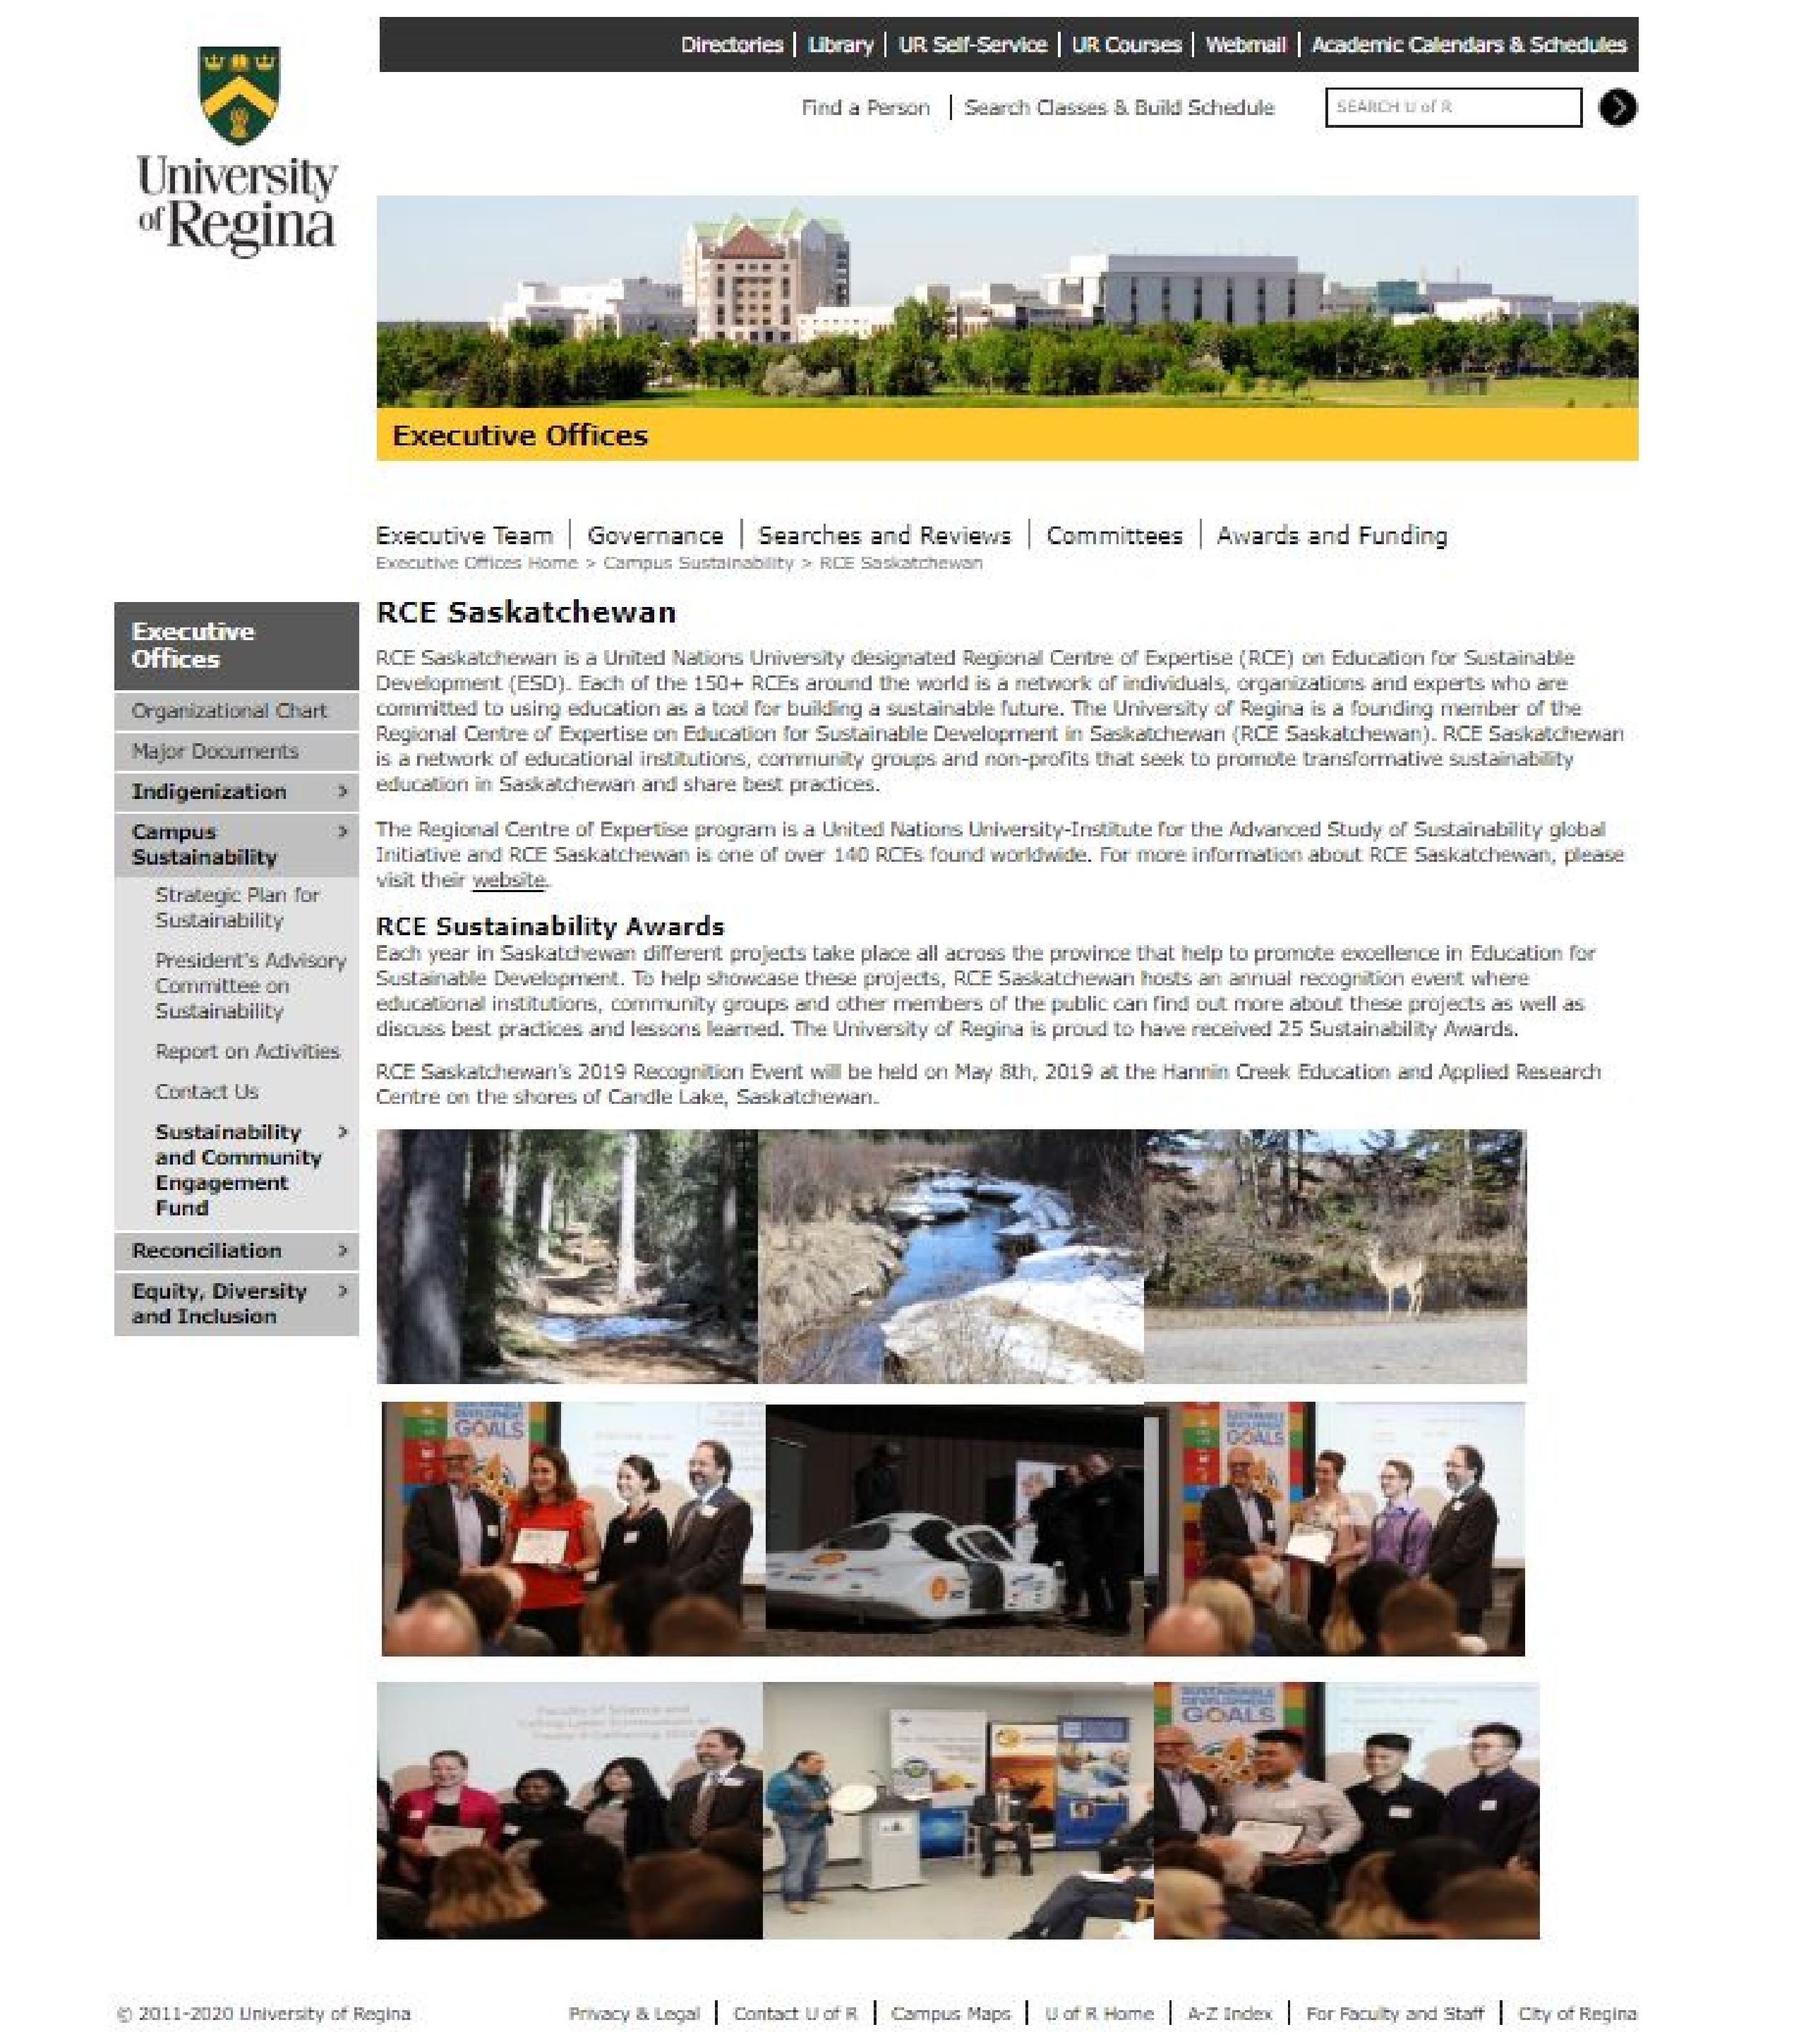 Directories | Library | UR Self-Service | UR Courses | Webmail | Academic Calendars & Schedules
Find a Person | Search Classes & Build Schedule
SEARCH U of R
University
of Regina
Executive Offices
Executive Team | Governance | Searches and Reviews | Committees | Awards and Funding
Executive Offices Home > Campus Sustainability > RCE Saskatchewan
Executive
Offices
Organizational Chart
Major Documents
Indigenization >
Campus >
Sustainability
Strategic Plan for
Sustainability
President's Advisory
Committee on
Sustainability
Report on Activities
Contact Us
Sustainability >
and Community
Engagement
Fund
Reconciliation >
Equity, Diversity >
and Inclusion
RCE Saskatchewan
RCE Saskatchewan is a United Nations University designated Regional Centre of Expertise (RCE) on Education for Sustainable
Development (ESD). Each of the 150+ RCEs around the world is a network of individuals, organizations and experts who are
committed to using education as a tool for building a sustainable future. The University of Regina is a founding member of the
Regional Centre of Expertise on Education for Sustainable Development in Saskatchewan (RCE Saskatchewan). RCE Saskatchewan
is a network of educational institutions, community groups and non-profits that seek to promote transformative sustainability
education in Saskatchewan and share best practices.
The Regional Centre of Expertise program is a United Nations University-Institute for the Advanced Study of Sustainability global
Initiative and RCE Saskatchewan is one of over 140 RCEs found worldwide. For more information about RCE Saskatchewan, please
visit their website.
RCE Sustainability Awards
Each year in Saskatchewan different projects take place all across the province that help to promote excellence in Education for
Sustainable Development. To help showcase these projects, RCE Saskatchewan hosts an annual recognition event where
educational institutions, community groups and other members of the public can find out more about these projects as well as
discuss best practices and lessons learned. The University of Regina is proud to have received 25 Sustainability Awards.
RCE Saskatchewan's 2019 Recognition Event will be held on May 8th, 2019 at the Hannin Creek Education and Applied Research
Centre on the shores of Candle Lake, Saskatchewan.
DEVELOPMENT
GOALS
SUSTAINABLE
DEVELOPMENT
GOALS
Faculty of Science and
SUSTAINABLE
DEVELOPMENT
GOALS
© 2011-2020 University of Regina
Privacy & Legal | Contact U of R | Campus Maps | U of R Home | A-Z Index | For Faculty and Staff | City of Regina